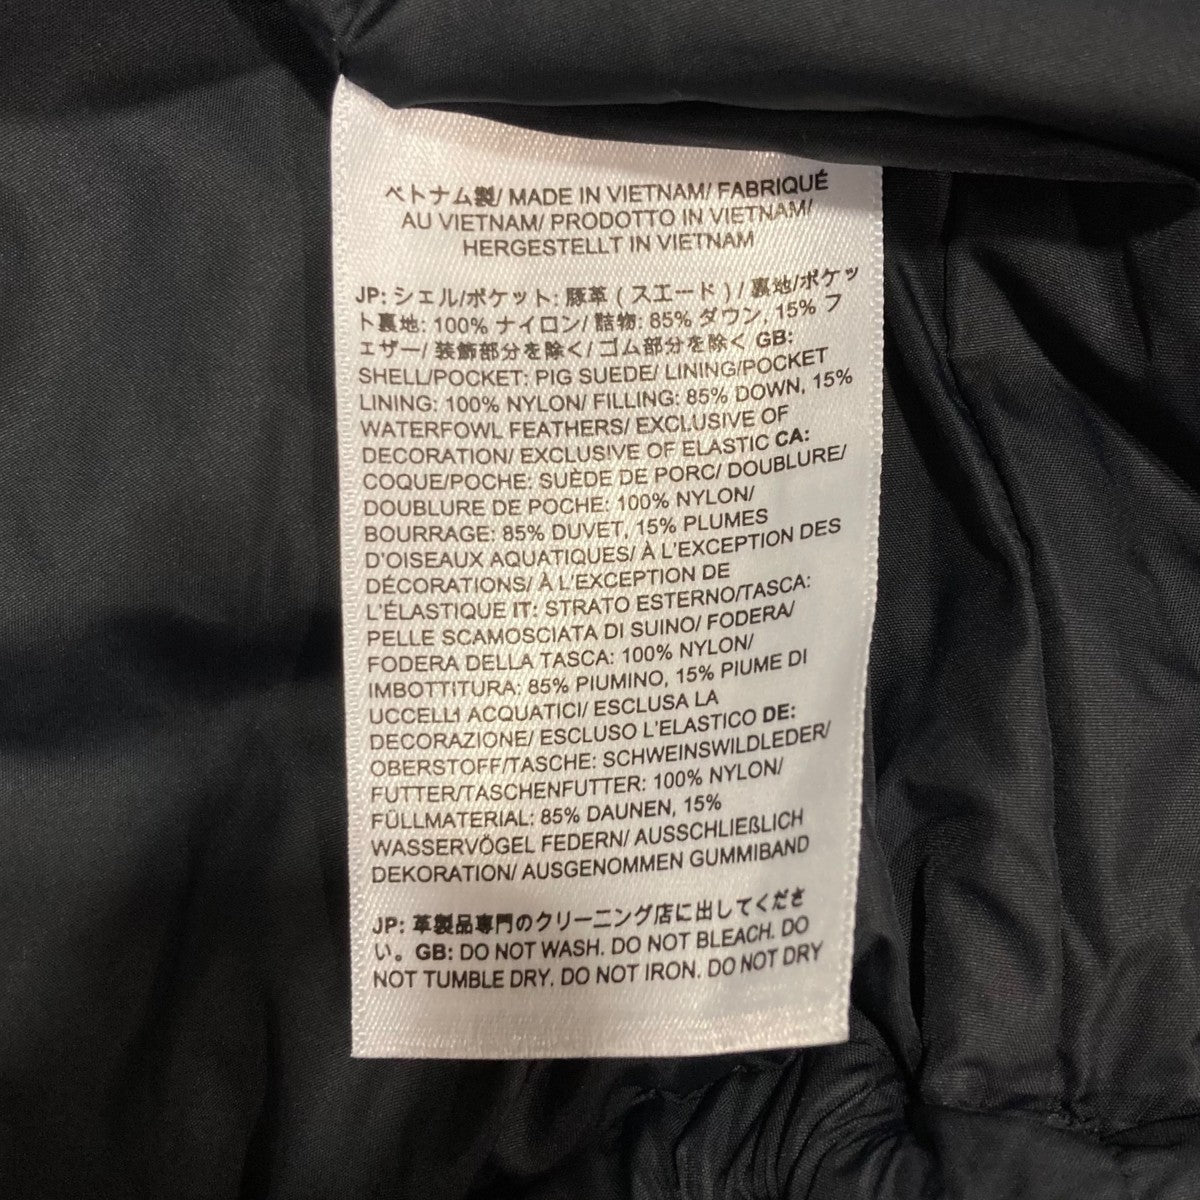 ベトナム製/ MADE IN VIETNAM/ FABRIQUÉ
AU VIETNAM/ PRODOTTO IN VIETNAM/
HERGESTELLT IN VIETNAM
JP: シェル/ポケット: 豚革 ( スエード ) / 裏地/ポケッ
ト裏地: 100% ナイロン/ 詰物: 85% ダウン, 15% フ
ェザー/ 装飾部分を除く/ ゴム部分を除く GB:
SHELL/POCKET: PIG SUEDE/ LINING/POCKET
LINING: 100% NYLON/ FILLING: 85% DOWN, 15%
WATERFOWL FEATHERS/ EXCLUSIVE OF
DECORATION/ EXCLUSIVE OF ELASTIC CA:
COQUE/POCHE: SUÈDE DE PORC/ DOUBLURE/
DOUBLURE DE POCHE: 100% NYLON/
BOURRAGE: 85% DUVET, 15% PLUMES
D'OISEAUX AQUATIQUES/ À L'EXCEPTION DES
DÉCORATIONS/ À L'EXCEPTION DE
L'ÉLASTIQUE IT: STRATO ESTERNO/TASCA:
PELLE SCAMOSCIATA DI SUINO/ FODERA/
FODERA DELLA TASCA: 100% NYLON/
IMBOTTITURA: 85% PIUMINO, 15% PIUME DI
UCCELLI ACQUATICI/ ESCLUSA LA
DECORAZIONE/ ESCLUSO L'ELASTICO DE:
OBERSTOFF/TASCHE: SCHWEINSWILDLEDER/
FUTTER/TASCHENFUTTER: 100% NYLON/
FÜLLMATERIAL: 85% DAUNEN, 15%
WASSERVÖGEL FEDERN/ AUSSCHLIEßLICH
DEKORATION/ AUSGENOMMEN GUMMIBAND
JP: 革製品専門のクリーニング店に出してくださ
い。GB: DO NOT WASH. DO NOT BLEACH. DO
NOT TUMBLE DRY. DO NOT IRON. DO NOT DRY